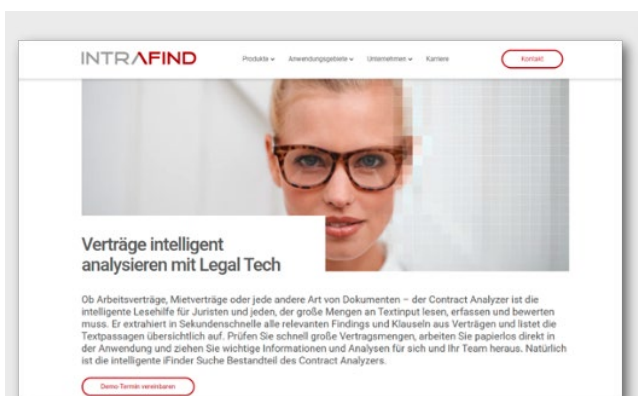 INTRAFIND
Produkte Anwendungsgebiete Unternehmen Karriere Kontakt
Verträge intelligent
analysieren mit Legal Tech
Ob Arbeitsverträge, Mietverträge oder jede andere Art von Dokumenten – der Contract Analyzer ist die
intelligente Lesehilfe für Juristen und jeden, der große Mengen an Textinput lesen, erfassen und bewerten
muss. Er extrahiert in Sekundenschnelle alle relevanten Findings und Klauseln aus Verträgen und listet die
Textpassagen übersichtlich auf. Prüfen Sie schnell große Vertragsmengen, arbeiten Sie papierlos direkt in
der Anwendung und ziehen Sie wichtige Informationen und Analysen für sich und Ihr Team heraus. Natürlich
ist die intelligente iFinder Suche Bestandteil des Contract Analyzers.
Demo-Termin vereinbaren